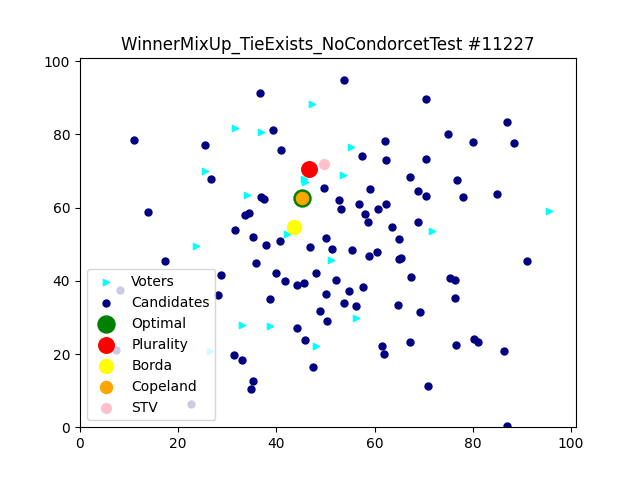 WinnerMixUp_TieExists_NoCondorcetTest #11227
100
80
60
40
20
0
0 20 40 60 80 100
Voters
Candidates
Optimal
Plurality
Borda
Copeland
STV